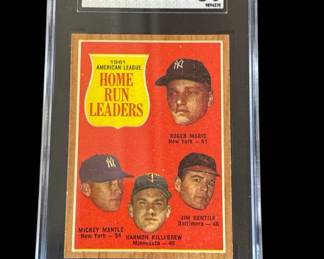 1961
AMERICAN LEAGUE
HOME
RUN
LEADERS
ROGER MARIS
New York — 61
MICKEY MANTLE
New York — 54
HARMON KILLEBREW
Minnesota — 46
JIM GENTILE
Baltimore — 46